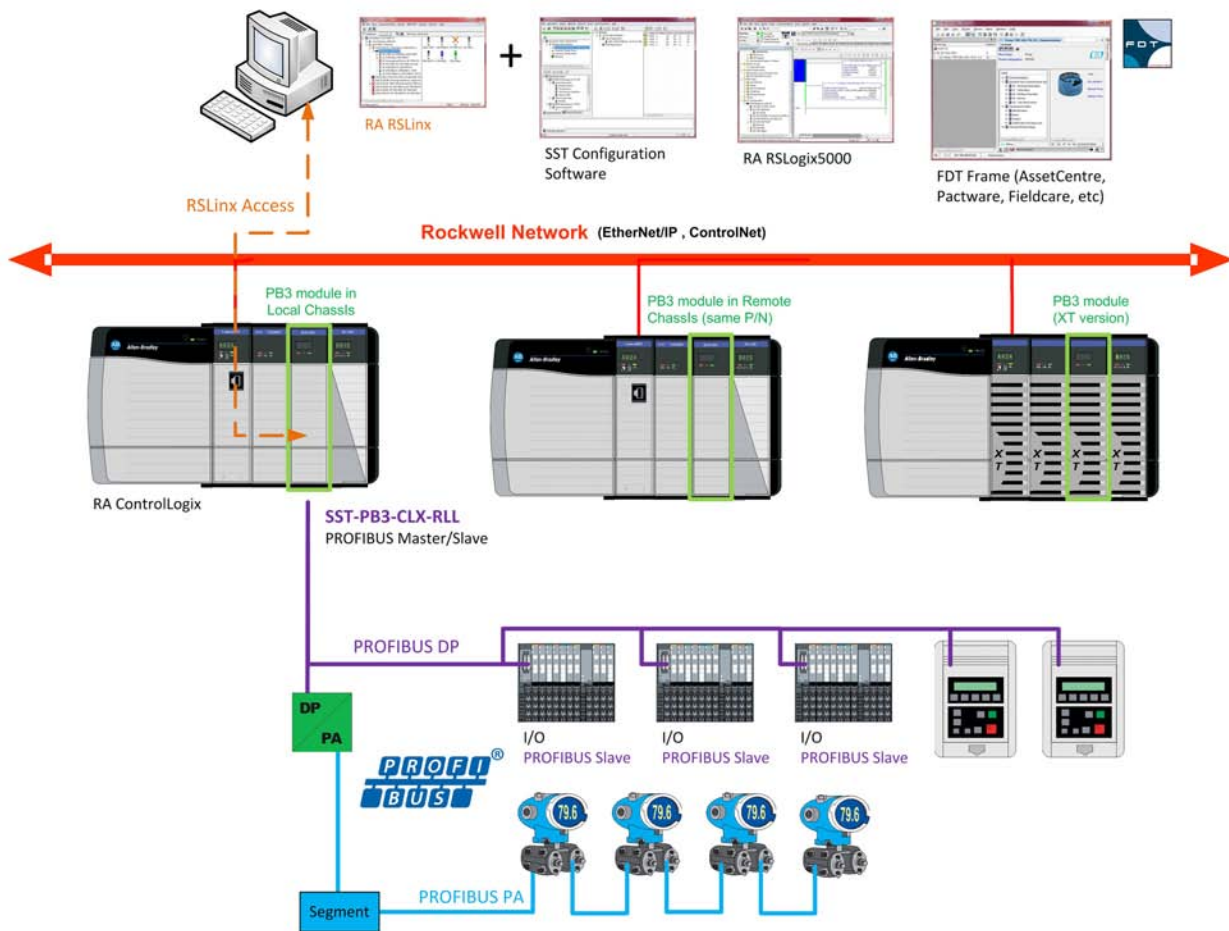 FDT
+
RA RSLinx
SST Configuration
Software
RA RSLogix5000
FDT Frame (AssetCentre,
Pactware, Fieldcare, etc)
RSLinx Access
Rockwell Network (EtherNet/IP , ControlNet)
PB3 module in
Local ChassIs
PB3 module in Remote
ChassIs (same P/N)
PB3 module
(XT version)
Allen-Bradley
Allen-Bradley
Allen-Bradley
X
T
X
T
X
T
X
T
RA ControlLogix
SST-PB3-CLX-RLL
PROFIBUS Master/Slave
PROFIBUS DP
DP
PA
I/O
PROFIBUS Slave
I/O
PROFIBUS Slave
I/O
PROFIBUS Slave
PROFI
BUS
®
79.6
79.6
79.6
79.6
PROFIBUS PA
Segment